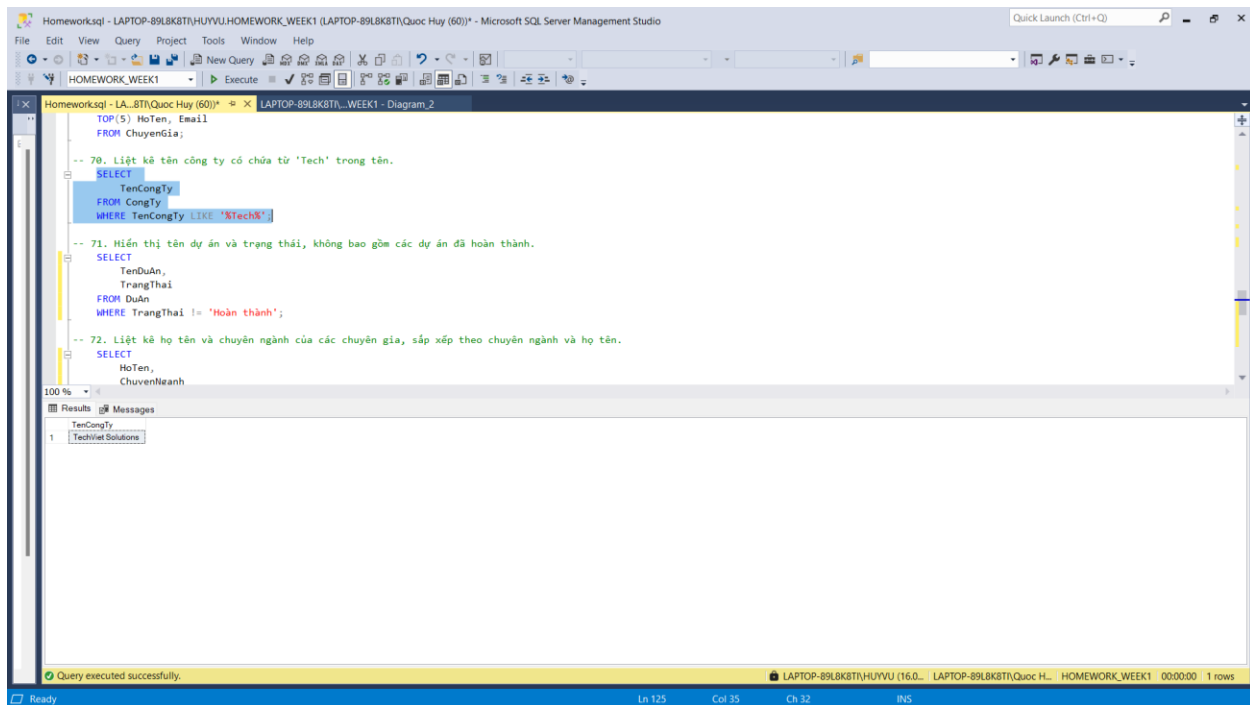 Homework.sql - LAPTOP-89L8K8TI\HUYVU.HOMEWORK_WEEK1 (LAPTOP-89L8K8TI\Quoc Huy (60))* - Microsoft SQL Server Management Studio
Quick Launch (Ctrl+Q)
File Edit View Query Project Tools Window Help
New Query
HOMEWORK_WEEK1 Execute
Homework.sql - LA...8TI\Quoc Huy (60))* LAPTOP-89L8K8TI\...WEEK1 - Diagram_2
TOP(5) HoTen, Email
FROM ChuyenGia;
-- 70. Liệt kê tên công ty có chứa từ 'Tech' trong tên.
SELECT
TenCongTy
FROM CongTy
WHERE TenCongTy LIKE '%Tech%';
-- 71. Hiển thị tên dự án và trạng thái, không bao gồm các dự án đã hoàn thành.
SELECT
TenDuAn,
TrangThai
FROM DuAn
WHERE TrangThai != 'Hoàn thành';
-- 72. Liệt kê họ tên và chuyên ngành của các chuyên gia, sắp xếp theo chuyên ngành và họ tên.
SELECT
HoTen,
ChuyenNganh
100 %
Results Messages
TenCongTy
1 TechViet Solutions
Query executed successfully.
LAPTOP-89L8K8TI\HUYVU (16.0... LAPTOP-89L8K8TI\Quoc H... HOMEWORK_WEEK1 00:00:00 1 rows
Ready Ln 125 Col 35 Ch 32 INS